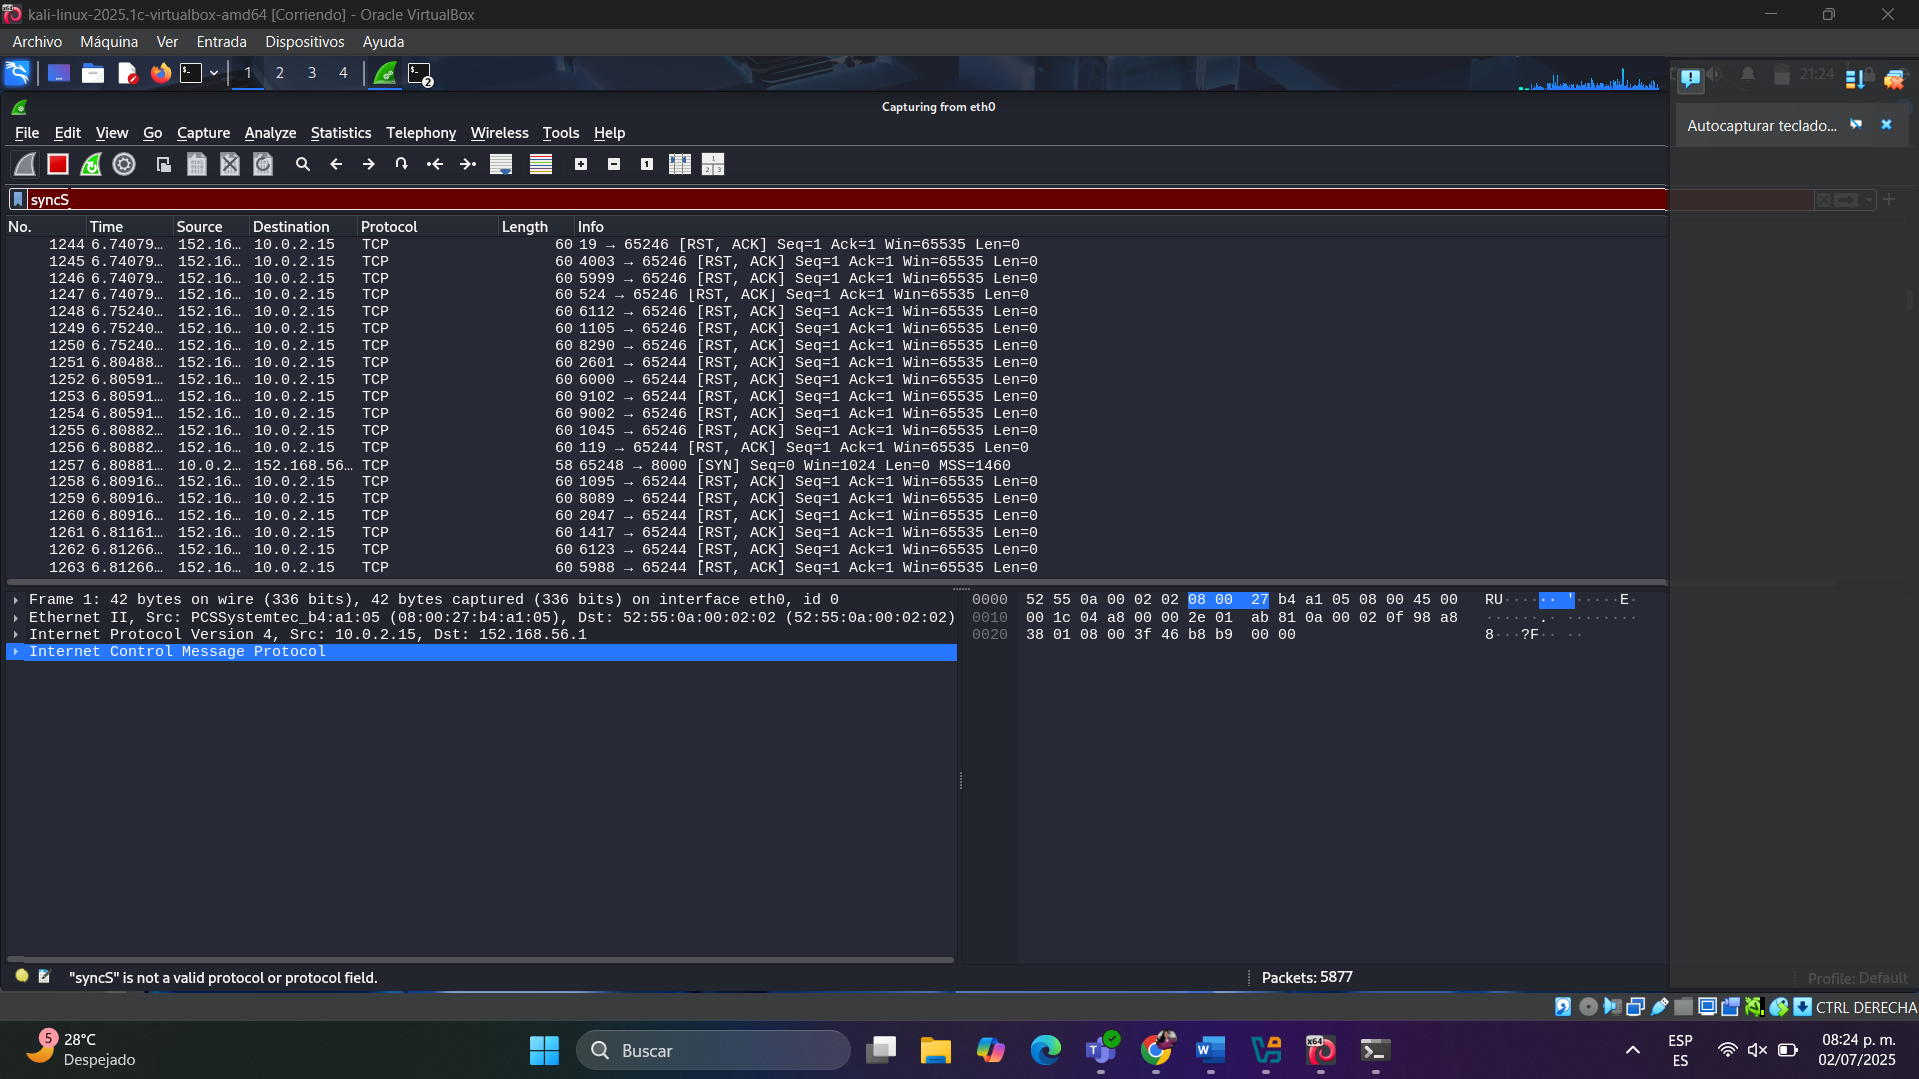 kali-linux-2025.1c-virtualbox-amd64 [Corriendo] - Oracle VirtualBox
Archivo Máquina Ver Entrada Dispositivos Ayuda
1 2 3 4 2 21:24
Capturing from eth0
Autocapturar teclado...
File Edit View Go Capture Analyze Statistics Telephony Wireless Tools Help
syncS
No. Time Source Destination Protocol Length Info
1244 6.74079… 152.16… 10.0.2.15 TCP 60 19 → 65246 [RST, ACK] Seq=1 Ack=1 Win=65535 Len=0
1245 6.74079… 152.16… 10.0.2.15 TCP 60 4003 → 65246 [RST, ACK] Seq=1 Ack=1 Win=65535 Len=0
1246 6.74079… 152.16… 10.0.2.15 TCP 60 5999 → 65246 [RST, ACK] Seq=1 Ack=1 Win=65535 Len=0
1247 6.74079… 152.16… 10.0.2.15 TCP 60 524 → 65246 [RST, ACK] Seq=1 Ack=1 Win=65535 Len=0
1248 6.75240… 152.16… 10.0.2.15 TCP 60 6112 → 65246 [RST, ACK] Seq=1 Ack=1 Win=65535 Len=0
1249 6.75240… 152.16… 10.0.2.15 TCP 60 1105 → 65246 [RST, ACK] Seq=1 Ack=1 Win=65535 Len=0
1250 6.75240… 152.16… 10.0.2.15 TCP 60 8290 → 65246 [RST, ACK] Seq=1 Ack=1 Win=65535 Len=0
1251 6.80488… 152.16… 10.0.2.15 TCP 60 2601 → 65244 [RST, ACK] Seq=1 Ack=1 Win=65535 Len=0
1252 6.80591… 152.16… 10.0.2.15 TCP 60 6000 → 65244 [RST, ACK] Seq=1 Ack=1 Win=65535 Len=0
1253 6.80591… 152.16… 10.0.2.15 TCP 60 9102 → 65244 [RST, ACK] Seq=1 Ack=1 Win=65535 Len=0
1254 6.80591… 152.16… 10.0.2.15 TCP 60 9002 → 65246 [RST, ACK] Seq=1 Ack=1 Win=65535 Len=0
1255 6.80882… 152.16… 10.0.2.15 TCP 60 1045 → 65246 [RST, ACK] Seq=1 Ack=1 Win=65535 Len=0
1256 6.80882… 152.16… 10.0.2.15 TCP 60 119 → 65244 [RST, ACK] Seq=1 Ack=1 Win=65535 Len=0
1257 6.80881… 10.0.2… 152.168.56… TCP 58 65248 → 8000 [SYN] Seq=0 Win=1024 Len=0 MSS=1460
1258 6.80916… 152.16… 10.0.2.15 TCP 60 1095 → 65244 [RST, ACK] Seq=1 Ack=1 Win=65535 Len=0
1259 6.80916… 152.16… 10.0.2.15 TCP 60 8089 → 65244 [RST, ACK] Seq=1 Ack=1 Win=65535 Len=0
1260 6.80916… 152.16… 10.0.2.15 TCP 60 2047 → 65244 [RST, ACK] Seq=1 Ack=1 Win=65535 Len=0
1261 6.81161… 152.16… 10.0.2.15 TCP 60 1417 → 65244 [RST, ACK] Seq=1 Ack=1 Win=65535 Len=0
1262 6.81266… 152.16… 10.0.2.15 TCP 60 6123 → 65244 [RST, ACK] Seq=1 Ack=1 Win=65535 Len=0
1263 6.81266… 152.16… 10.0.2.15 TCP 60 5988 → 65244 [RST, ACK] Seq=1 Ack=1 Win=65535 Len=0
Frame 1: 42 bytes on wire (336 bits), 42 bytes captured (336 bits) on interface eth0, id 0
Ethernet II, Src: PCSSystemtec_b4:a1:05 (08:00:27:b4:a1:05), Dst: 52:55:0a:00:02:02 (52:55:0a:00:02:02)
Internet Protocol Version 4, Src: 10.0.2.15, Dst: 152.168.56.1
Internet Control Message Protocol
0000 52 55 0a 00 02 02 08 00 27 b4 a1 05 08 00 45 00 RU······ '·····E·
0010 00 1c 04 a8 00 00 2e 01 ab 81 0a 00 02 0f 98 a8 ······.· ········
0020 38 01 08 00 3f 46 b8 b9 00 00 8···?F·· ··
"syncS" is not a valid protocol or protocol field.
Packets: 5877
Profile: Default
CTRL DERECHA
5 28°C
Despejado
Buscar
ESP
ES
08:24 p. m.
02/07/2025